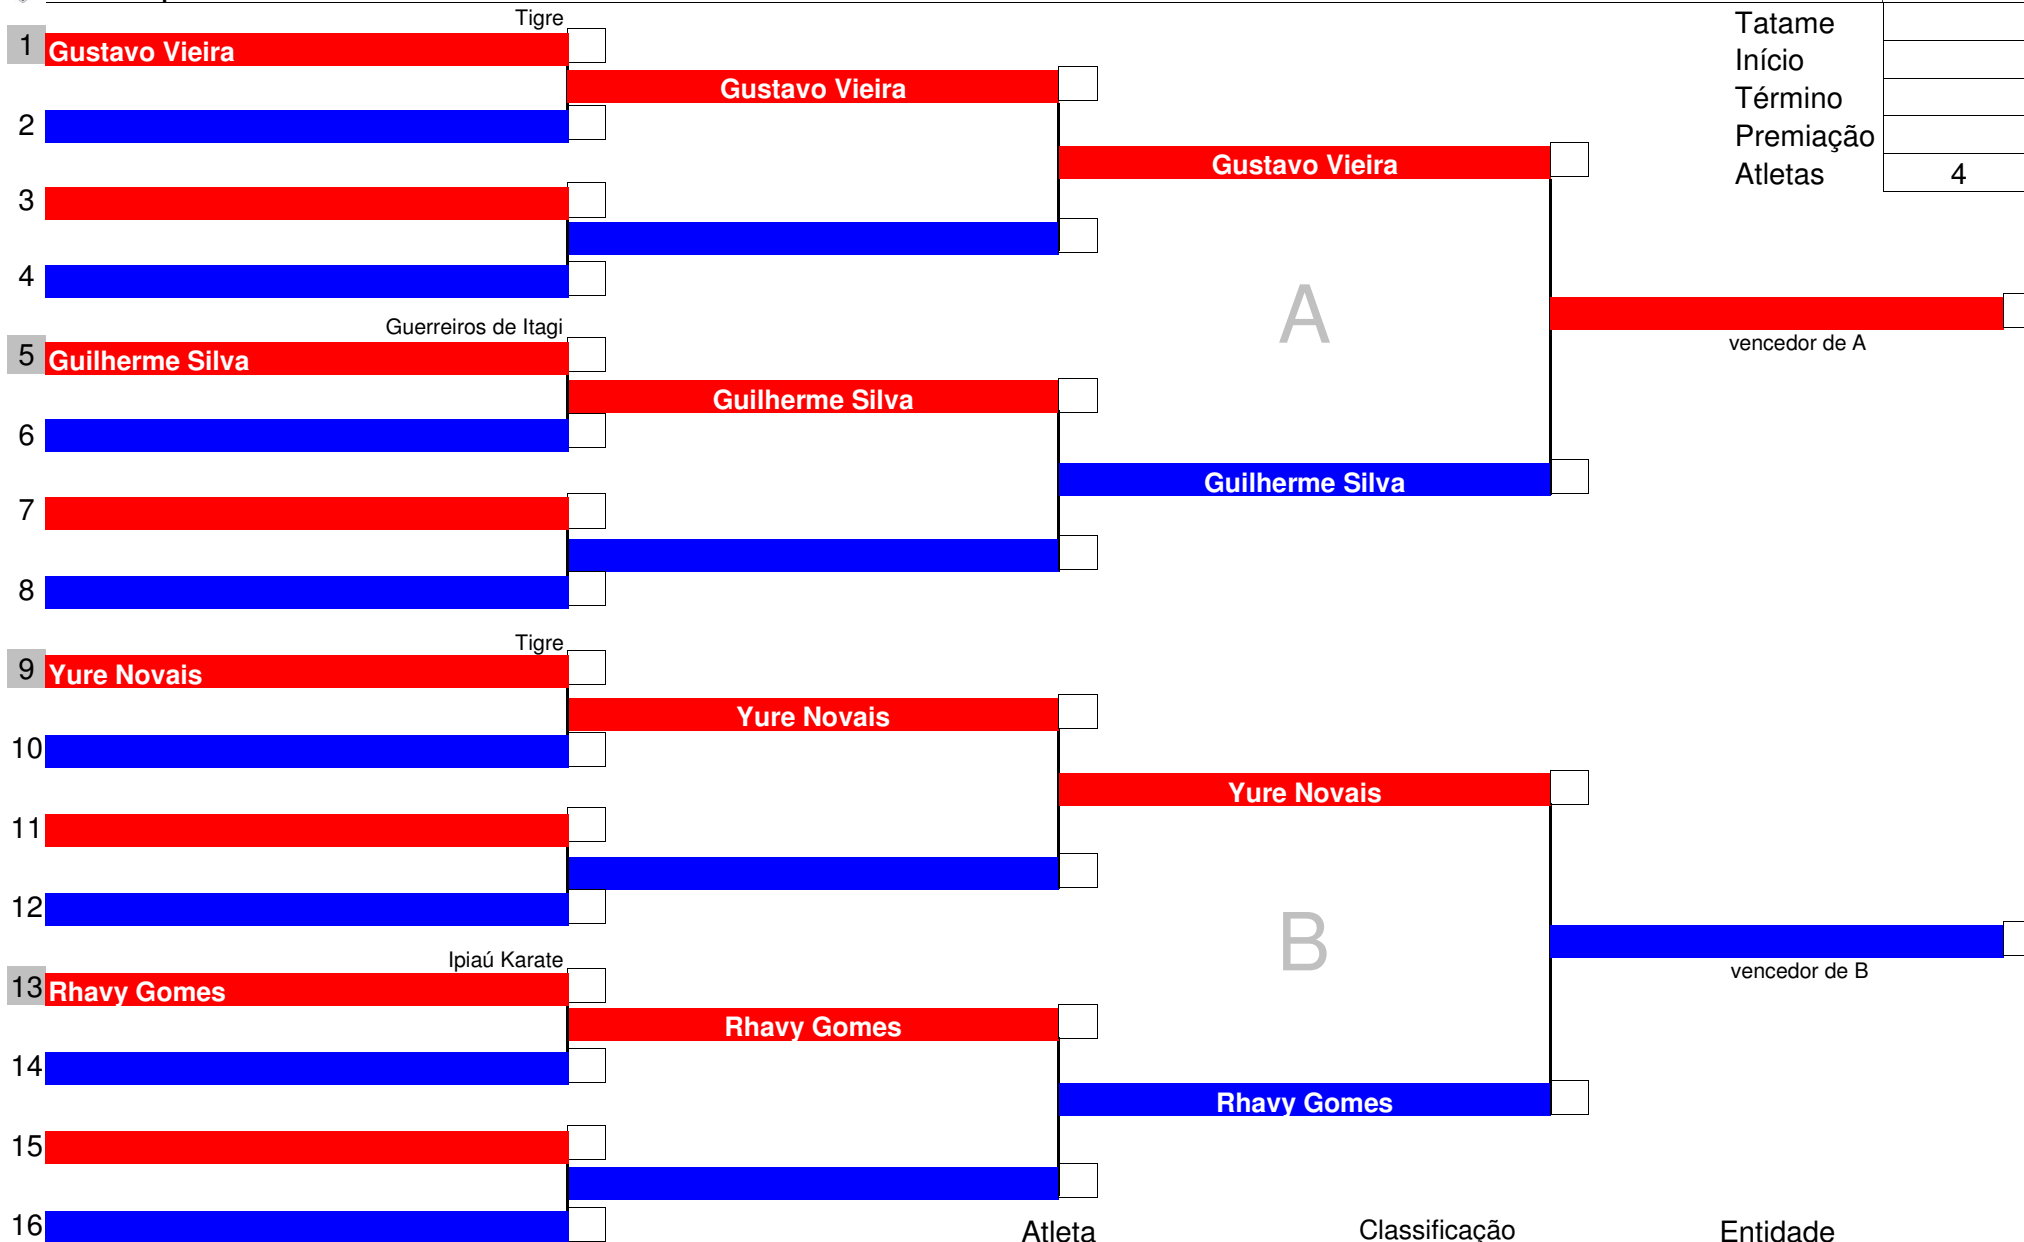 Tigre
1 Gustavo Vieira
Gustavo Vieira
2
Gustavo Vieira
3
4
Tatame
Início
Término
Premiação
Atletas 4
A
vencedor de A
Guerreiros de Itagi
5 Guilherme Silva
Guilherme Silva
6
Guilherme Silva
7
8
Tigre
9 Yure Novais
Yure Novais
10
Yure Novais
11
12
B
vencedor de B
Ipiaú Karate
13 Rhavy Gomes
Rhavy Gomes
14
Rhavy Gomes
15
16
Atleta Classificação Entidade